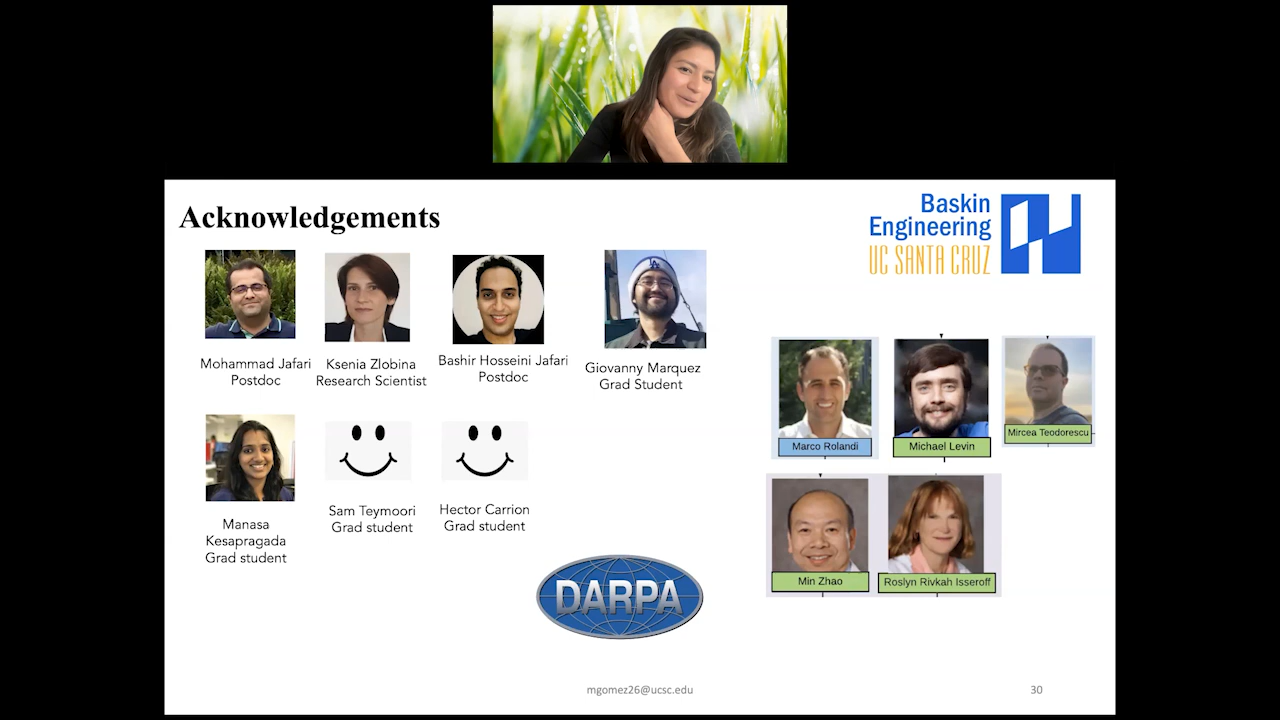 Acknowledgements
Baskin
Engineering
UC SANTA CRUZ
LA
Mohammad Jafari
Postdoc
Ksenia Zlobina
Research Scientist
Bashir Hosseini Jafari
Postdoc
Giovanny Marquez
Grad Student
Marco Rolandi
Michael Levin
Mircea Teodorescu
Manasa
Kesapragada
Grad student
Sam Teymoori
Grad student
Hector Carrion
Grad student
Min Zhao
Roslyn Rivkah Isseroff
DARPA
mgomez26@ucsc.edu
30